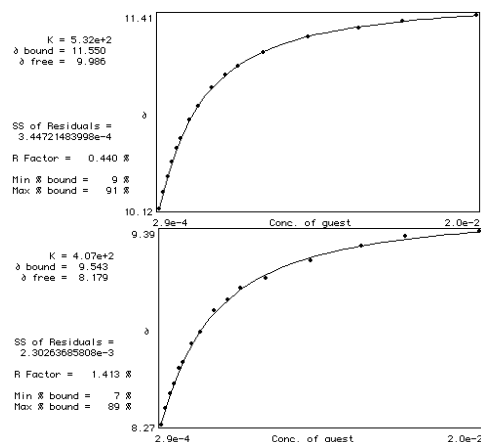 11.41
K = 5.32e+2
∂ bound = 11.550
∂ free = 9.986
∂
SS of Residuals =
3.44721483998e-4
R Factor = 0.440 %
Min % bound = 9 %
Max % bound = 91 %
10.12
2.9e-4 Conc. of guest 2.0e-2
9.39
K = 4.07e+2
∂ bound = 9.543
∂ free = 8.179
∂
SS of Residuals =
2.30263685808e-3
R Factor = 1.413 %
Min % bound = 7 %
Max % bound = 89 %
8.27
2.9e-4 Conc. of guest 2.0e-2